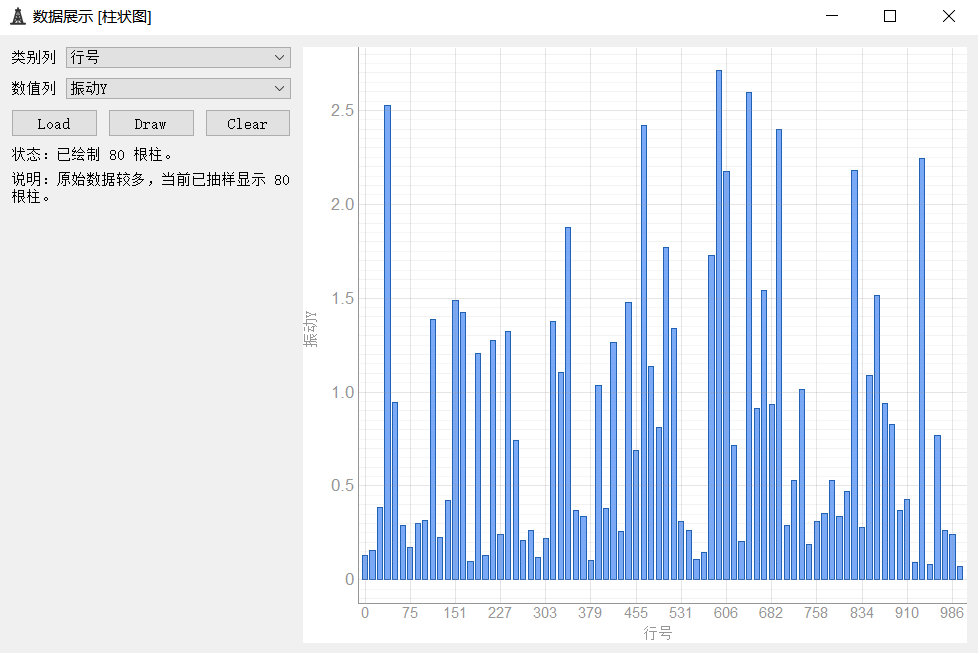 数据展示 [柱状图]
类别列 行号
数值列 振动Y
Load Draw Clear
状态：已绘制 80 根柱。
说明：原始数据较多，当前已抽样显示 80
根柱。
2.5
2.0
1.5
1.0
0.5
0
振动Y
0 75 151 227 303 379 455 531 606 682 758 834 910 986
行号